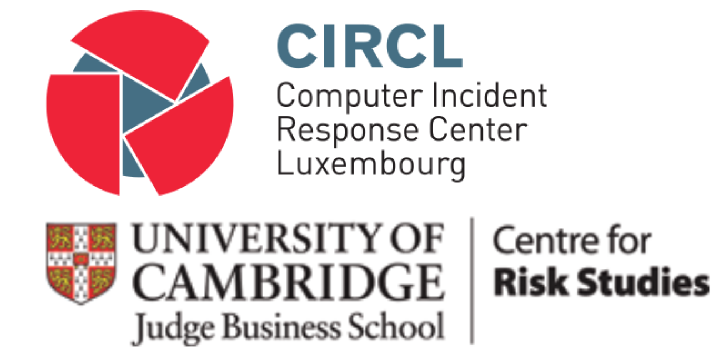 CIRCL
Computer Incident
Response Center
Luxembourg
UNIVERSITY OF
CAMBRIDGE
Judge Business School
Centre for
Risk Studies